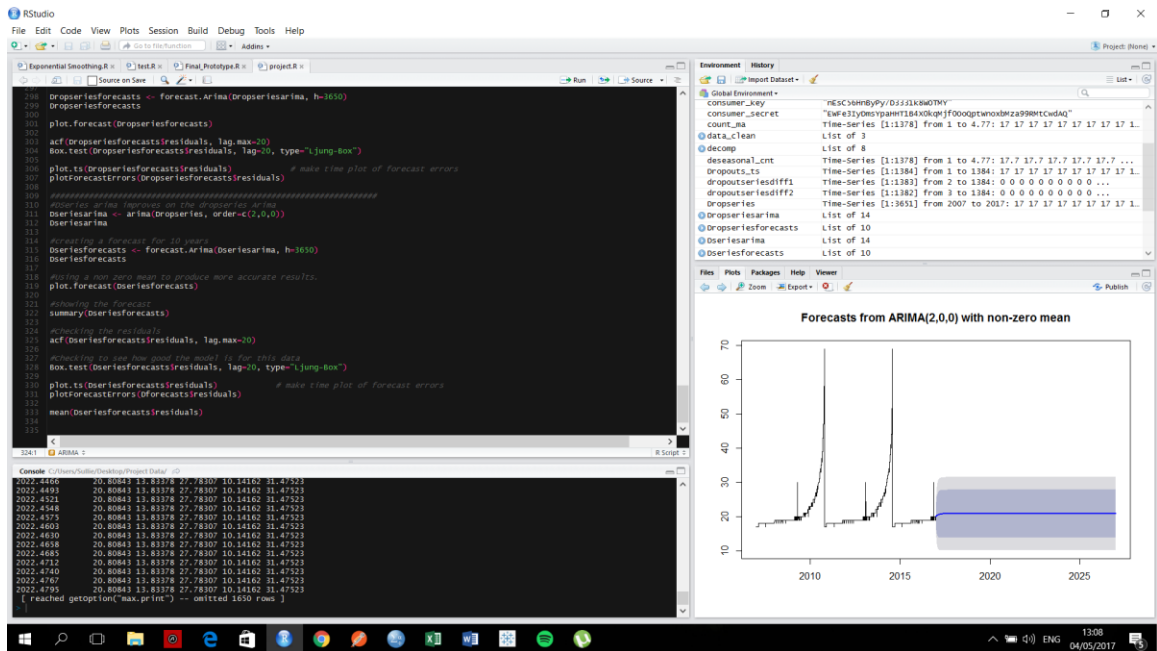 RStudio
File Edit Code View Plots Session Build Debug Tools Help
Go to file/function
Addins
Project: (None)
Exponential Smoothing.R
test.R
Final_Prototype.R
project.R
Source on Save
Run
Source
297
298 Dropseriesforecasts <- forecast.Arima(Dropseriesarima, h=3650)
299 Dropseriesforecasts
300
301 plot.forecast(Dropseriesforecasts)
302
303 acf(Dropseriesforecasts$residuals, lag.max=20)
304 Box.test(Dropseriesforecasts$residuals, lag=20, type="Ljung-Box")
305
306 plot.ts(Dropseriesforecasts$residuals) # make time plot of forecast errors
307 plotForecastErrors(Dropseriesforecasts$residuals)
308
309
310 #DSeries arima improves on the dropseries Arima
311 Dseriesarima <- arima(Dropseries, order=c(2,0,0))
312 Dseriesarima
313
314 #creating a forecast for 10 years
315 Dseriesforecasts <- forecast.Arima(Dseriesarima, h=3650)
316 Dseriesforecasts
317
318 #Using a non zero mean to produce more accurate results.
319 plot.forecast(Dseriesforecasts)
320
321 #showing the forecast
322 summary(Dseriesforecasts)
323
324 #Checking the residuals
325 acf(Dseriesforecasts$residuals, lag.max=20)
326
327 #Checking to see how good the model is for this data
328 Box.test(Dseriesforecasts$residuals, lag=20, type="Ljung-Box")
329
330 plot.ts(Dseriesforecasts$residuals) # make time plot of forecast errors
331 plotForecastErrors(Dforecasts$residuals)
332
333 mean(Dseriesforecasts$residuals)
334
335
324:1 ARIMA R Script
Console C:/Users/Sullie/Desktop/Project Data/
2022.4466 20.80843 13.83378 27.78307 10.14162 31.47523
2022.4493 20.80843 13.83378 27.78307 10.14162 31.47523
2022.4521 20.80843 13.83378 27.78307 10.14162 31.47523
2022.4548 20.80843 13.83378 27.78307 10.14162 31.47523
2022.4575 20.80843 13.83378 27.78307 10.14162 31.47523
2022.4603 20.80843 13.83378 27.78307 10.14162 31.47523
2022.4630 20.80843 13.83378 27.78307 10.14162 31.47523
2022.4658 20.80843 13.83378 27.78307 10.14162 31.47523
2022.4685 20.80843 13.83378 27.78307 10.14162 31.47523
2022.4712 20.80843 13.83378 27.78307 10.14162 31.47523
2022.4740 20.80843 13.83378 27.78307 10.14162 31.47523
2022.4767 20.80843 13.83378 27.78307 10.14162 31.47523
2022.4795 20.80843 13.83378 27.78307 10.14162 31.47523
[ reached getOption("max.print") -- omitted 1650 rows ]
>
Environment History
Import Dataset
List
Global Environment
consumer_key
consumer_secret
count_ma Time-Series [1:1378] from 1 to 4.77: 17 17 17 17 17 17 17 17 1…
data_clean List of 3
decomp List of 8
deseasonal_cnt Time-Series [1:1378] from 1 to 4.77: 17.7 17.7 17.7 17.7 17.7 ...
Dropouts_ts Time-Series [1:1384] from 1 to 1384: 17 17 17 17 17 17 17 17 1…
dropoutseriesdiff1 Time-Series [1:1383] from 2 to 1384: 0 0 0 0 0 0 0 0 0 0 ...
dropoutseriesdiff2 Time-Series [1:1382] from 3 to 1384: 0 0 0 0 0 0 0 0 0 0 ...
Dropseries Time-Series [1:3651] from 2007 to 2017: 17 17 17 17 17 17 17 1…
Dropseriesarima List of 14
Dropseriesforecasts List of 10
Dseriesarima List of 14
Dseriesforecasts List of 10
Files Plots Packages Help Viewer
Zoom Export Publish
Forecasts from ARIMA(2,0,0) with non-zero mean
70
60
50
40
30
20
10
2010 2015 2020 2025
ENG
13:08
04/05/2017
5